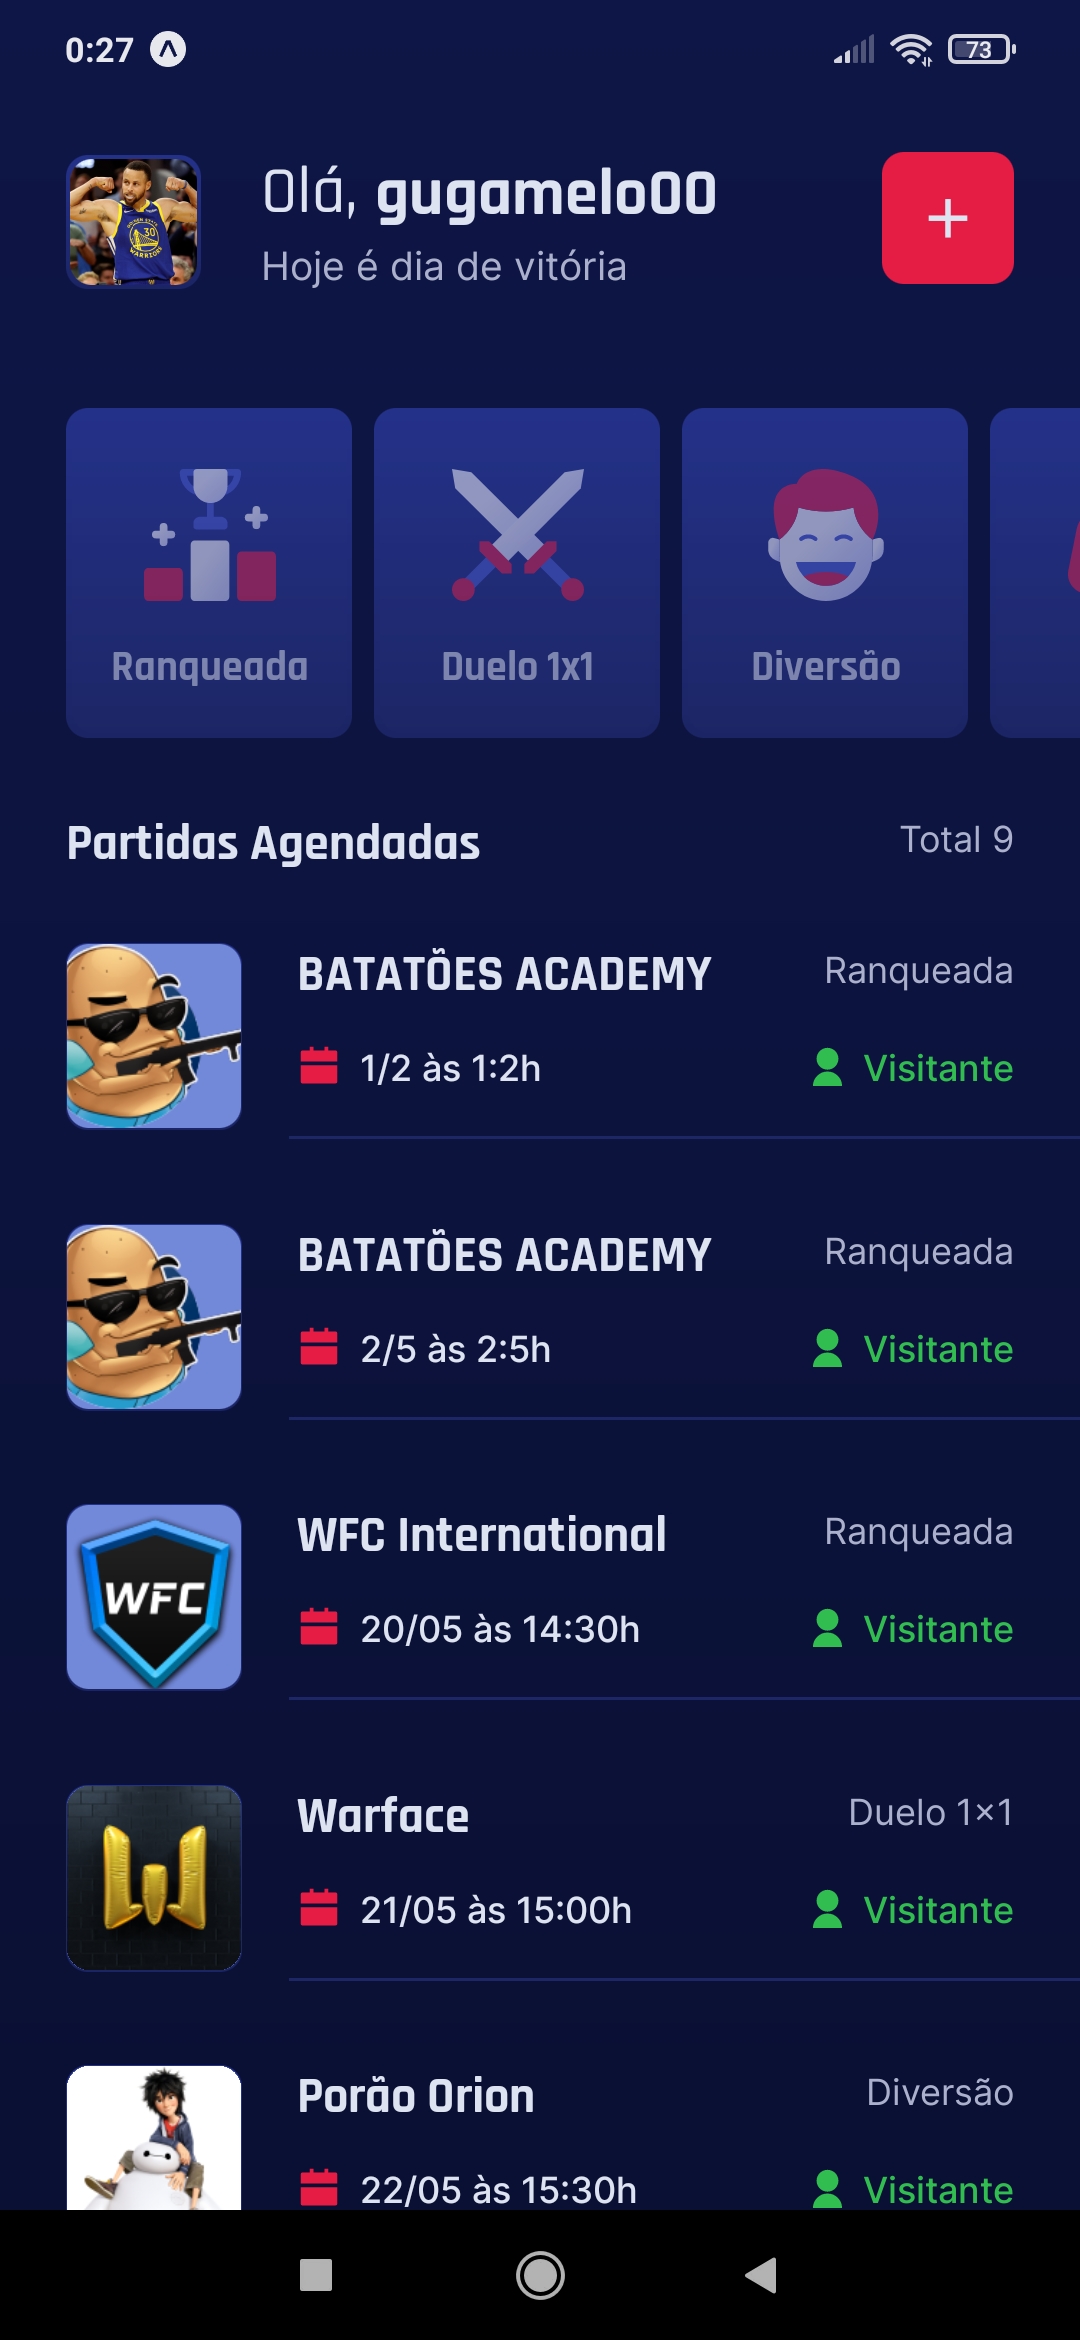 0:27
73
Olá, gugamelo00
Hoje é dia de vitória
Ranqueada
Duelo 1x1
Diversão
Partidas Agendadas
Total 9
BATATÕES ACADEMY
Ranqueada
1/2 às 1:2h
Visitante
BATATÕES ACADEMY
Ranqueada
2/5 às 2:5h
Visitante
WFC
WFC International
Ranqueada
20/05 às 14:30h
Visitante
Warface
Duelo 1×1
21/05 às 15:00h
Visitante
Porão Orion
Diversão
22/05 às 15:30h
Visitante